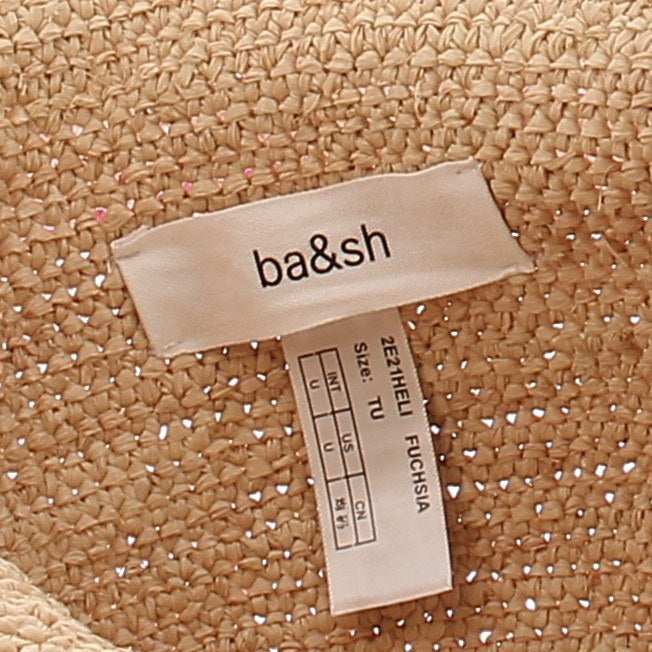 ba&sh
2E21HELI FUCHSIA
Size: TU
INT US CN
U U 均码